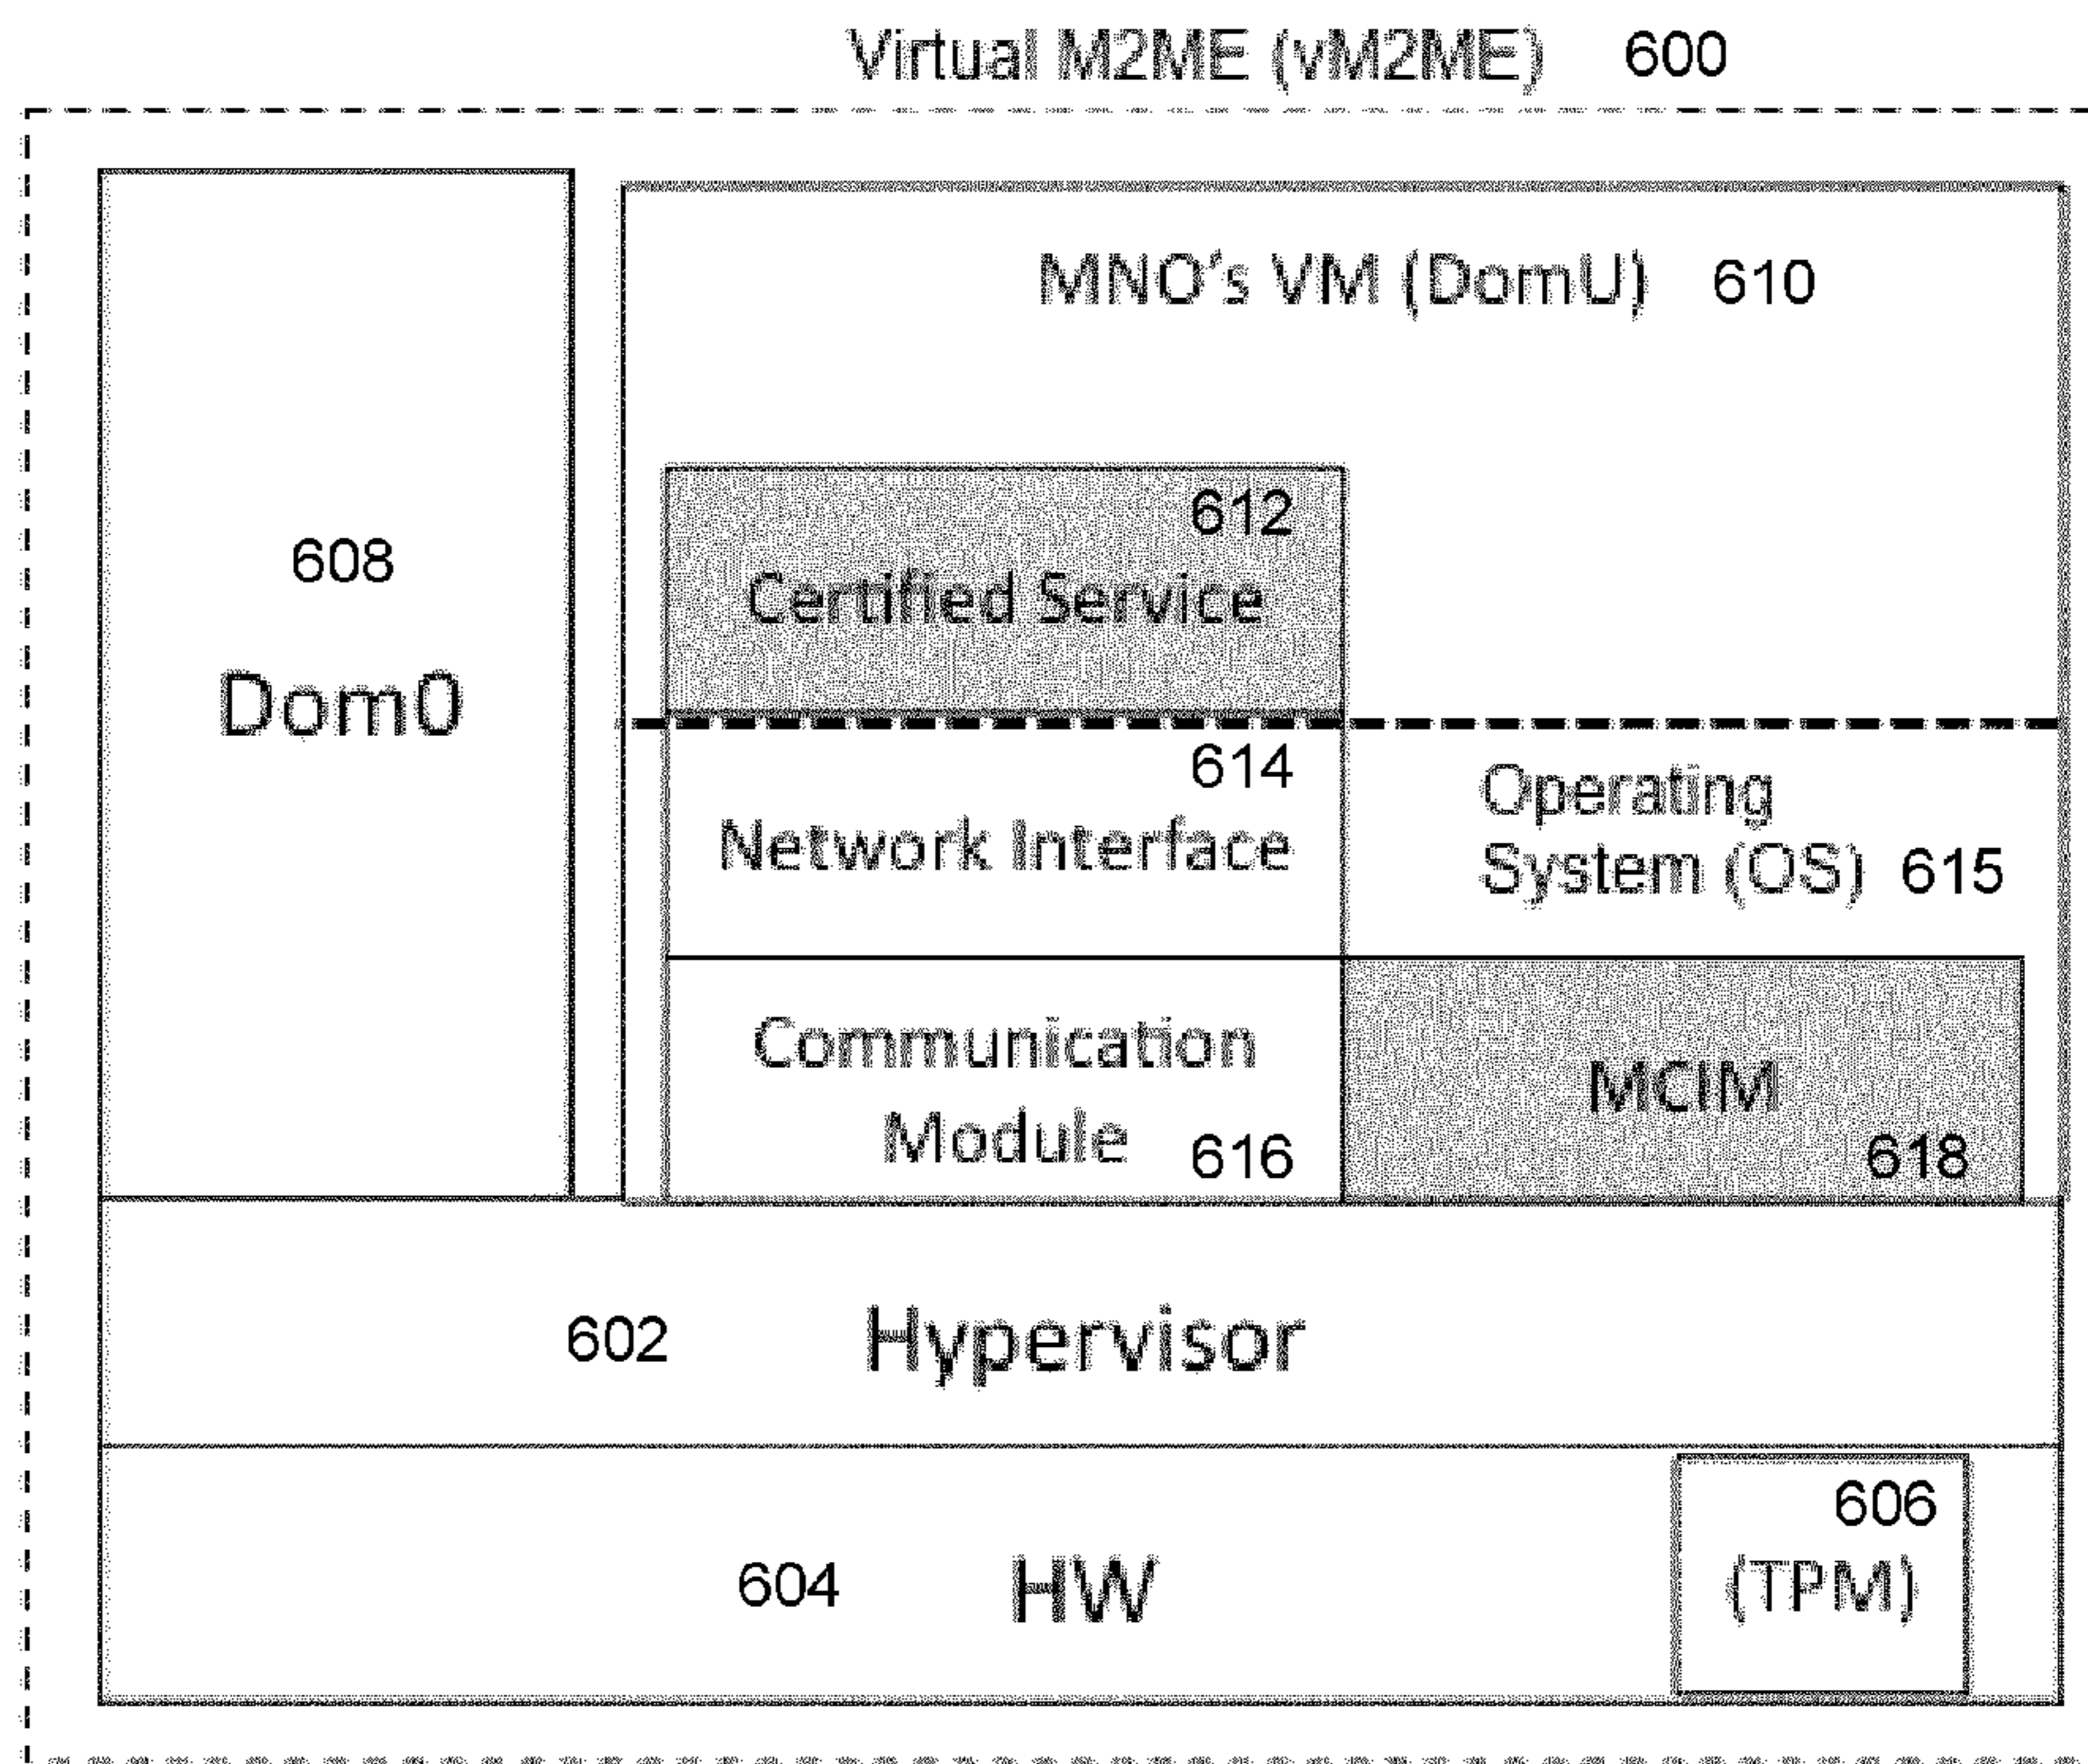 Virtual M2ME (vM2ME) 600
MNO's VM (DomU) 610
608
Dom0
612
Certified Service
614
Network Interface
Operating
System (OS) 615
Communication
Module 616
MCIM
618
602 Hypervisor
604 HW
606
(TPM)